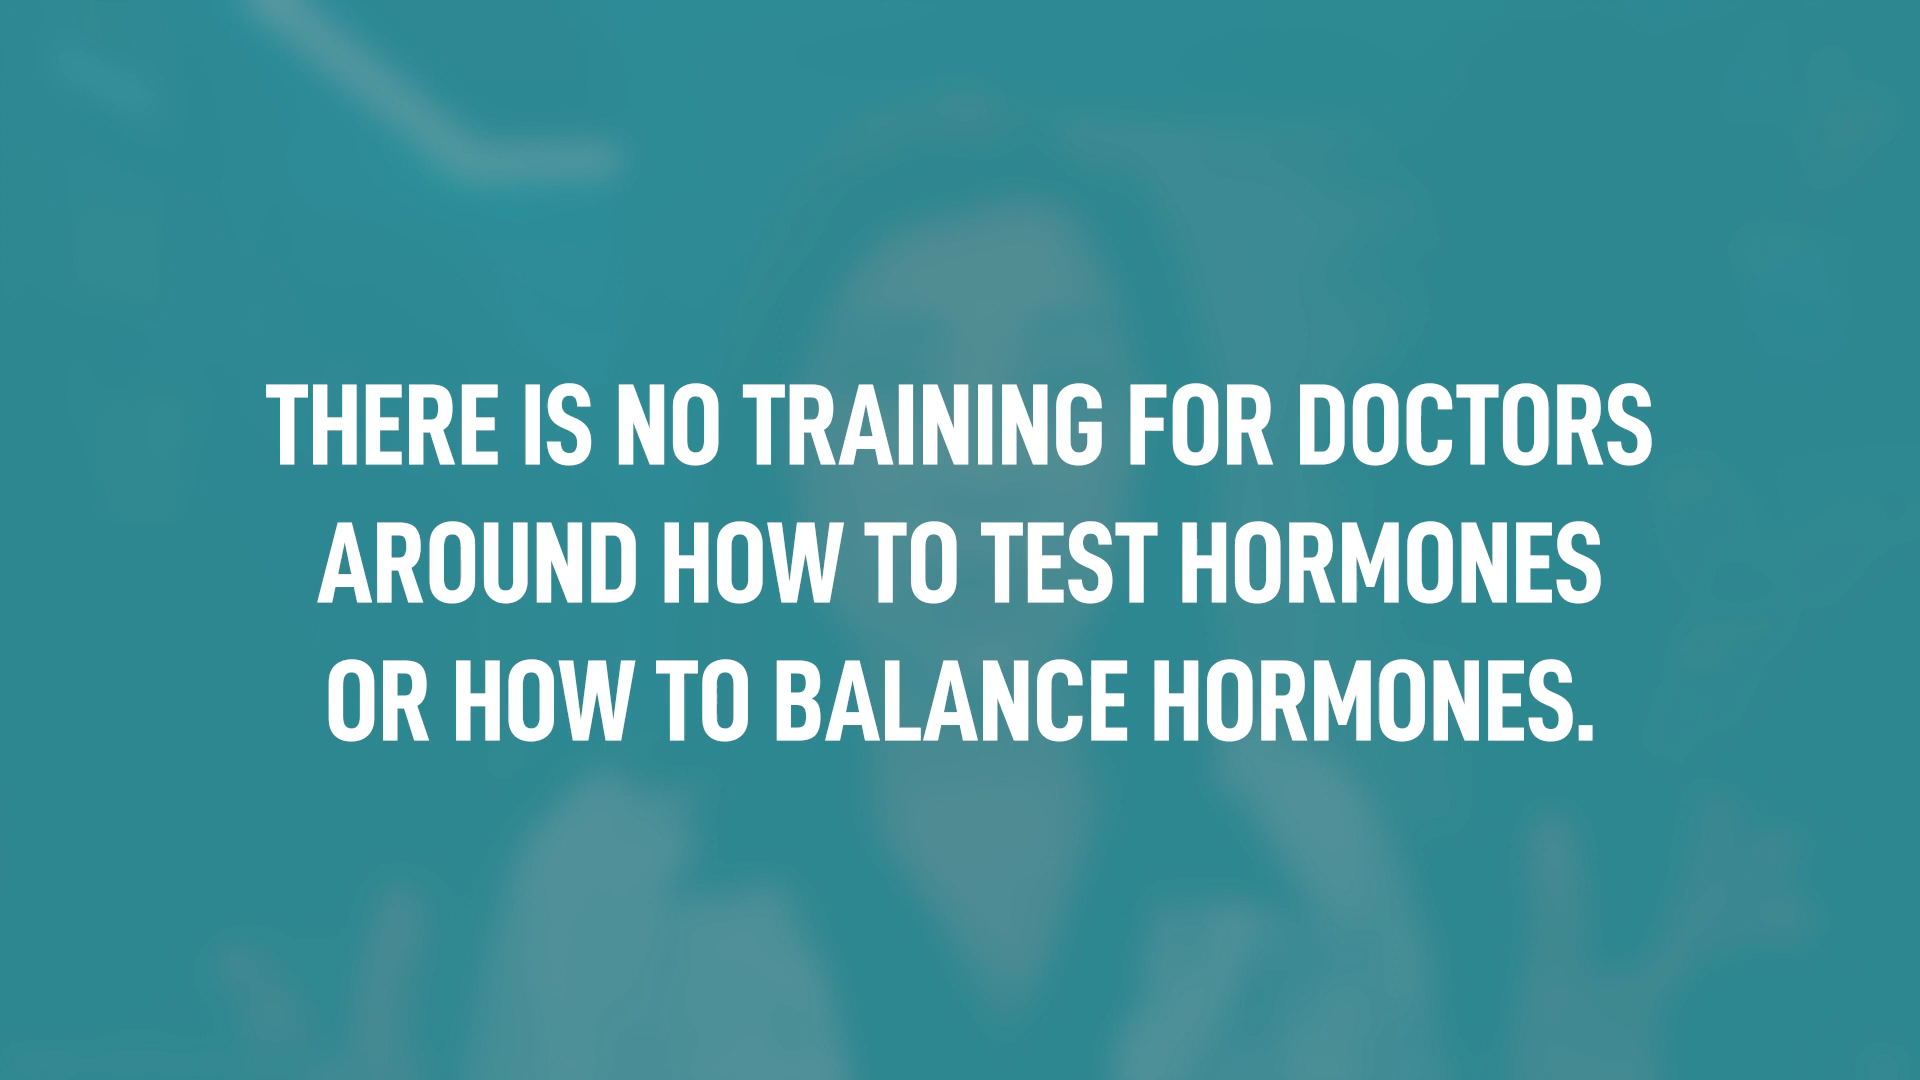 THERE IS NO TRAINING FOR DOCTORS
AROUND HOW TO TEST HORMONES
OR HOW TO BALANCE HORMONES.